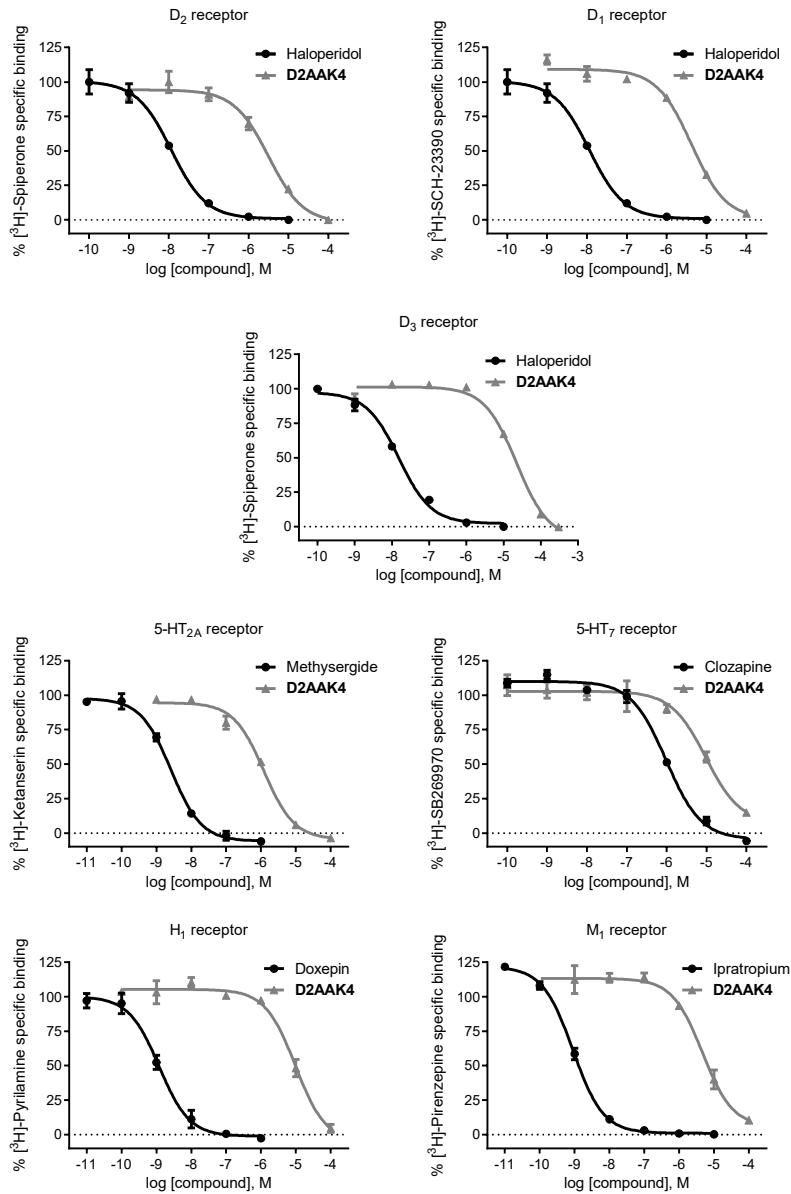 D₂ receptor
% [³H]-Spiperone specific binding
125
100
75
50
25
0
Haloperidol
D2AAK4
-10 -9 -8 -7 -6 -5 -4
log [compound], M
D₁ receptor
% [³H]-SCH-23390 specific binding
125
100
75
50
25
0
Haloperidol
D2AAK4
-10 -9 -8 -7 -6 -5 -4
log [compound], M
D₃ receptor
% [³H]-Spiperone specific binding
125
100
75
50
25
0
Haloperidol
D2AAK4
-10 -9 -8 -7 -6 -5 -4 -3
log [compound], M
5-HT₂A receptor
% [³H]-Ketanserin specific binding
125
100
75
50
25
0
Methysergide
D2AAK4
-11 -10 -9 -8 -7 -6 -5 -4
log [compound], M
5-HT₇ receptor
% [³H]-SB269970 specific binding
125
100
75
50
25
0
Clozapine
D2AAK4
-10 -9 -8 -7 -6 -5 -4
log [compound], M
H₁ receptor
% [³H]-Pyrilamine specific binding
125
100
75
50
25
0
Doxepin
D2AAK4
-11 -10 -9 -8 -7 -6 -5 -4
log [compound], M
M₁ receptor
% [³H]-Pirenzepine specific binding
125
100
75
50
25
0
Ipratropium
D2AAK4
-11 -10 -9 -8 -7 -6 -5 -4
log [compound], M